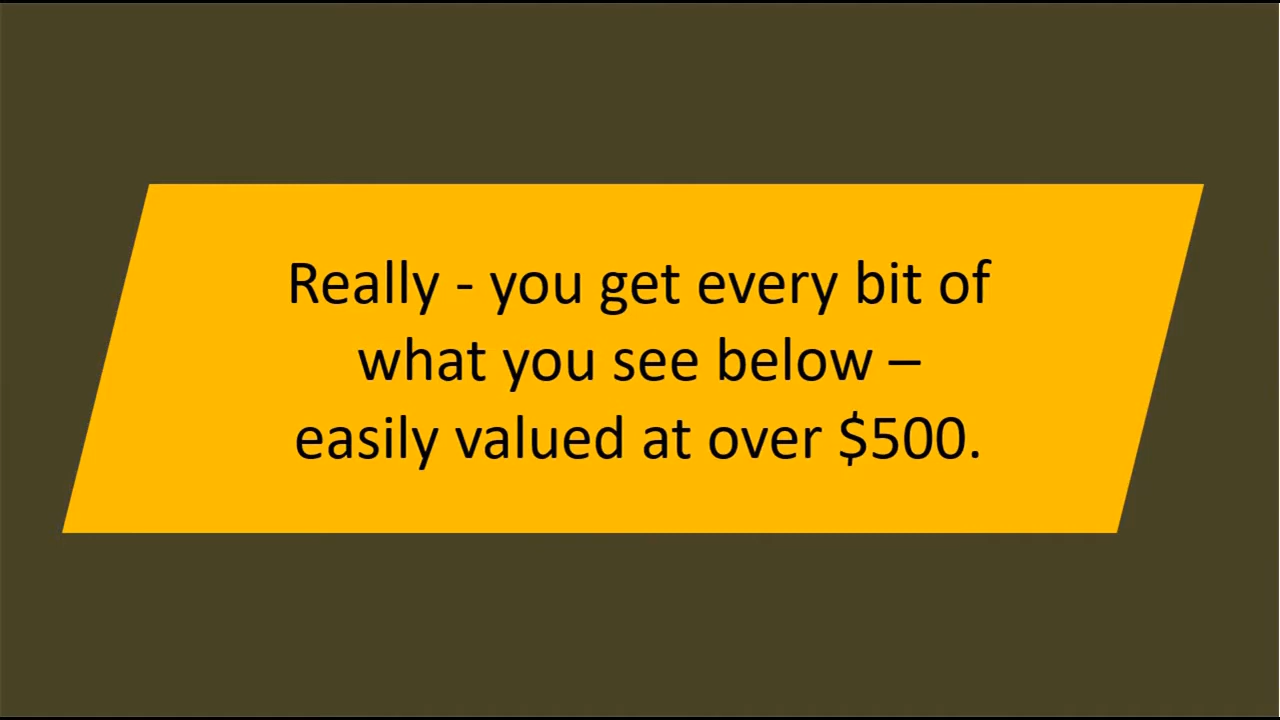 Really - you get every bit of
what you see below –
easily valued at over $500.